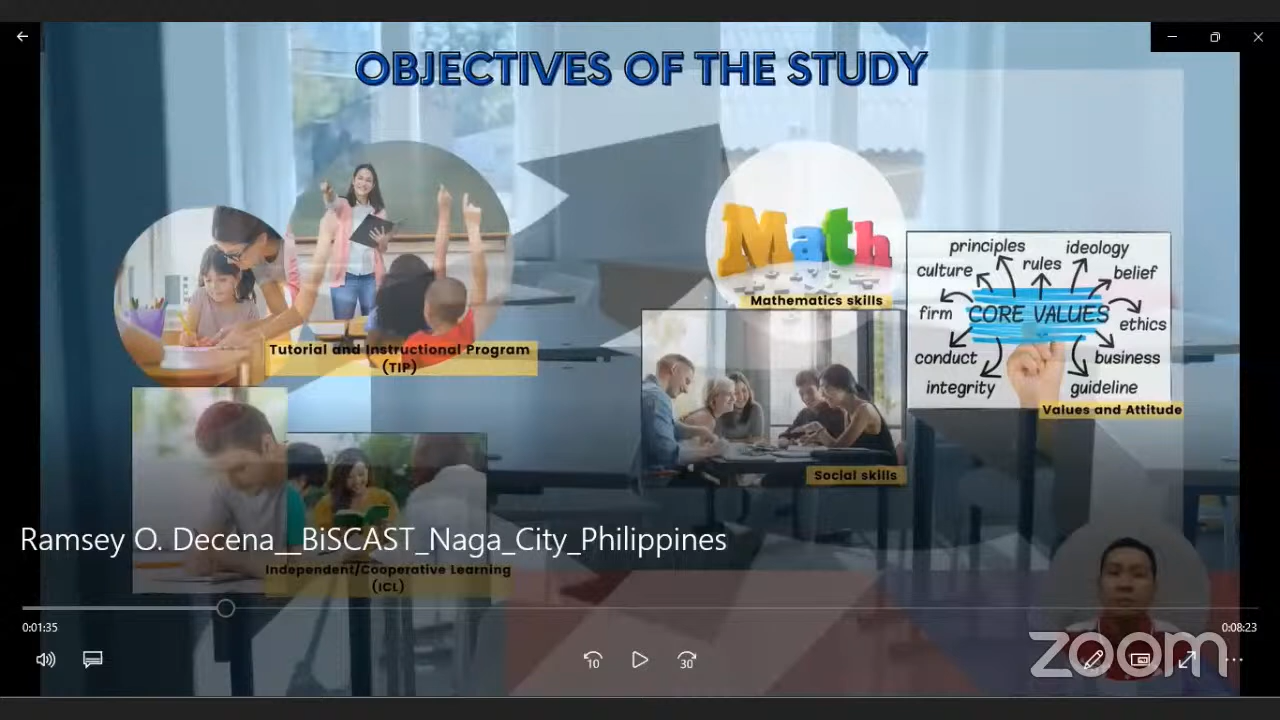 OBJECTIVES OF THE STUDY
Math
Mathematics skills
principles
ideology
culture
rules
belief
firm
CORE VALUES
ethics
conduct
business
integrity
guideline
Values and Attitude
Tutorial and Instructional Program
(TIP)
Social skills
Ramsey O. Decena__BiSCAST_Naga_City_Philippines
Independent/Cooperative Learning
(ICL)
0:01:35
0:08:23
10
30
zoom